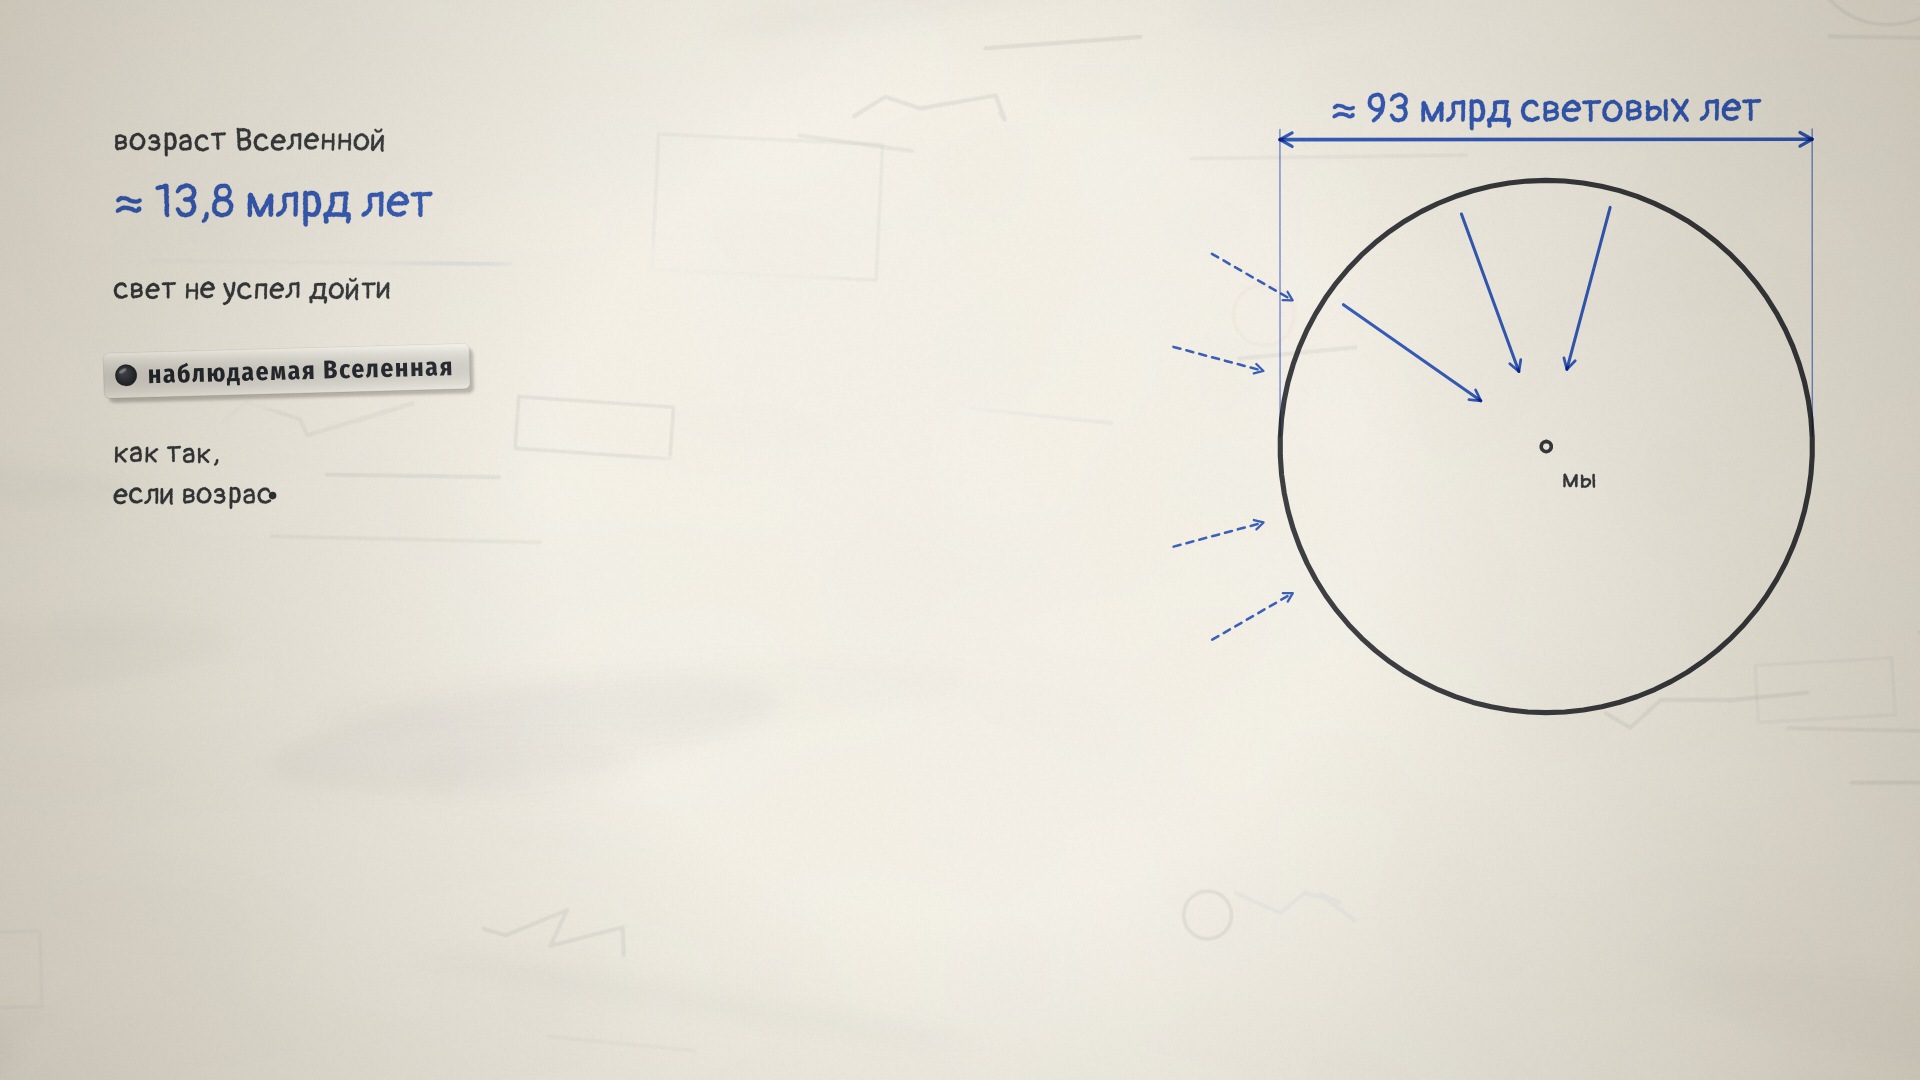 возраст Вселенной
≈ 13,8 млрд лет
свет не успел дойти
наблюдаемая Вселенная
как так,
если возрас
≈ 93 млрд световых лет
мы